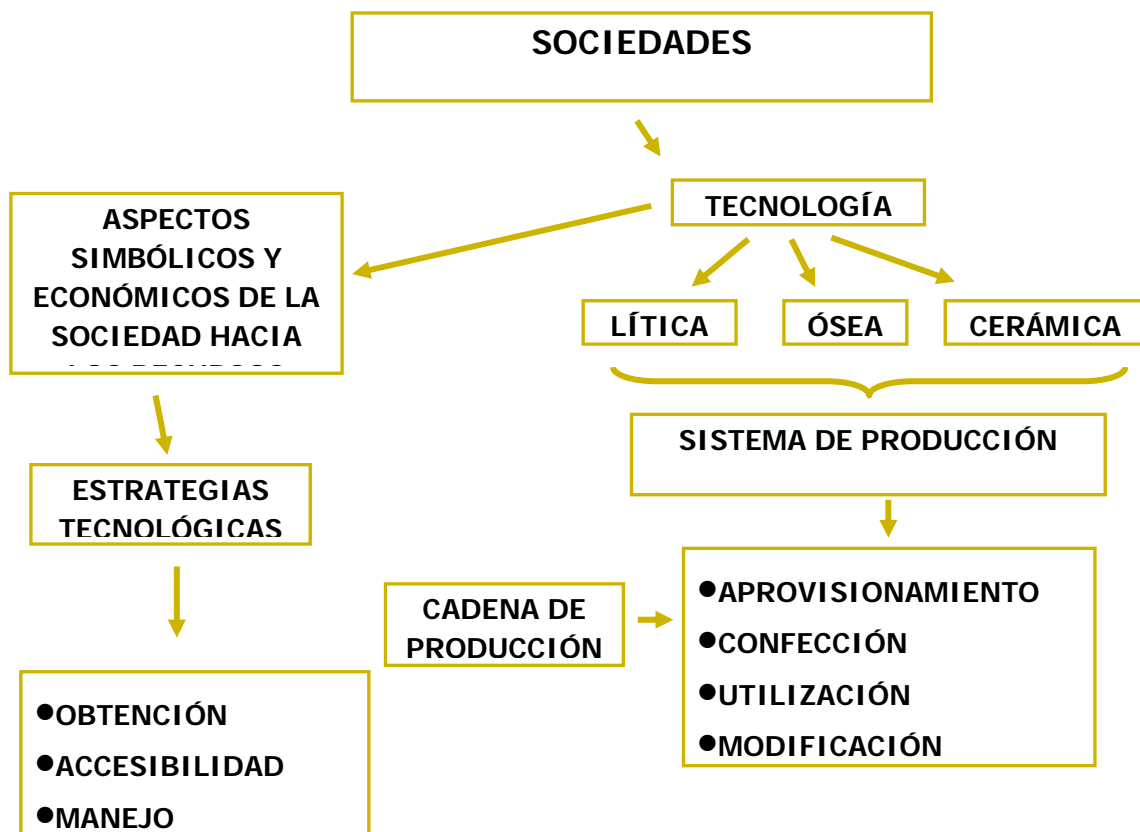 SOCIEDADES
TECNOLOGÍA
ASPECTOS
SIMBÓLICOS Y
ECONÓMICOS DE LA
SOCIEDAD HACIA
LÍTICA
ÓSEA
CERÁMICA
SISTEMA DE PRODUCCIÓN
ESTRATEGIAS
TECNOLÓGICAS
CADENA DE
PRODUCCIÓN
●APROVISIONAMIENTO
●CONFECCIÓN
●UTILIZACIÓN
●MODIFICACIÓN
●OBTENCIÓN
●ACCESIBILIDAD
●MANEJO